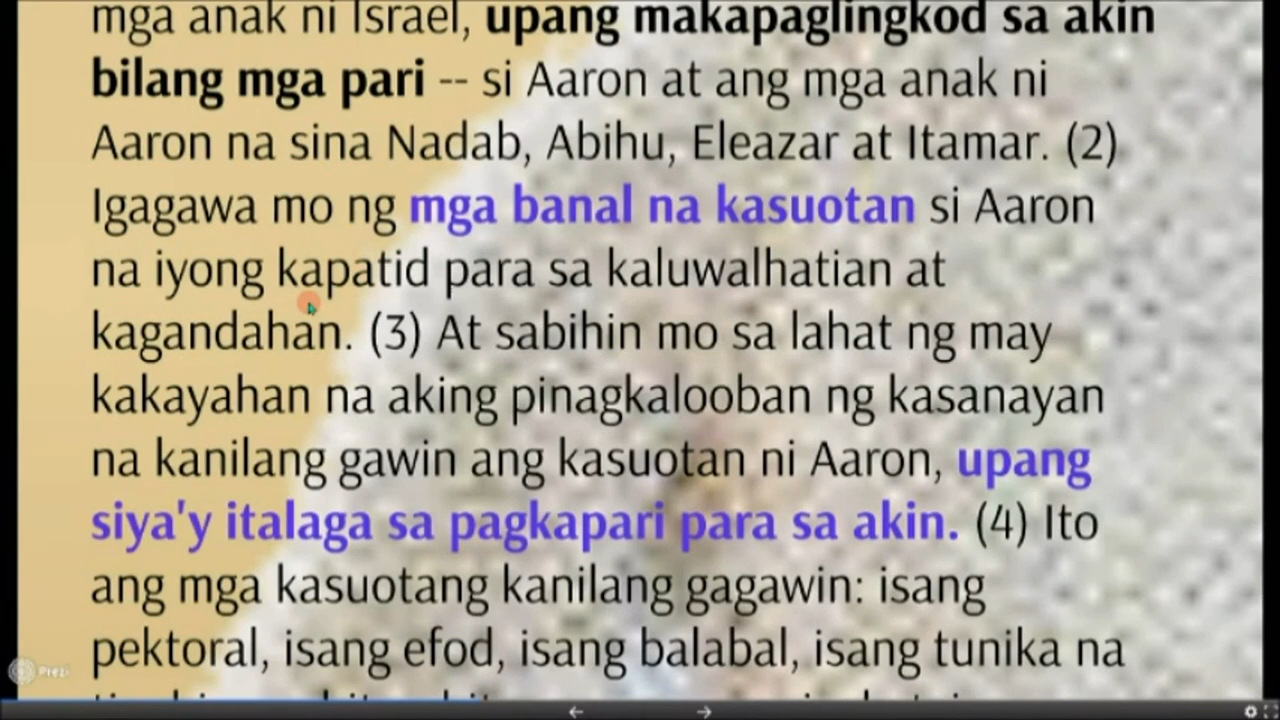 mga anak ni Israel, upang makapaglingkod sa akin
bilang mga pari -- si Aaron at ang mga anak ni
Aaron na sina Nadab, Abihu, Eleazar at Itamar. (2)
Igagawa mo ng mga banal na kasuotan si Aaron
na iyong kapatid para sa kaluwalhatian at
kagandahan. (3) At sabihin mo sa lahat ng may
kakayahan na aking pinagkalooban ng kasanayan
na kanilang gawin ang kasuotan ni Aaron, upang
siya'y italaga sa pagkapari para sa akin. (4) Ito
ang mga kasuotang kanilang gagawin: isang
pektoral, isang efod, isang balabal, isang tunika na
Prezi